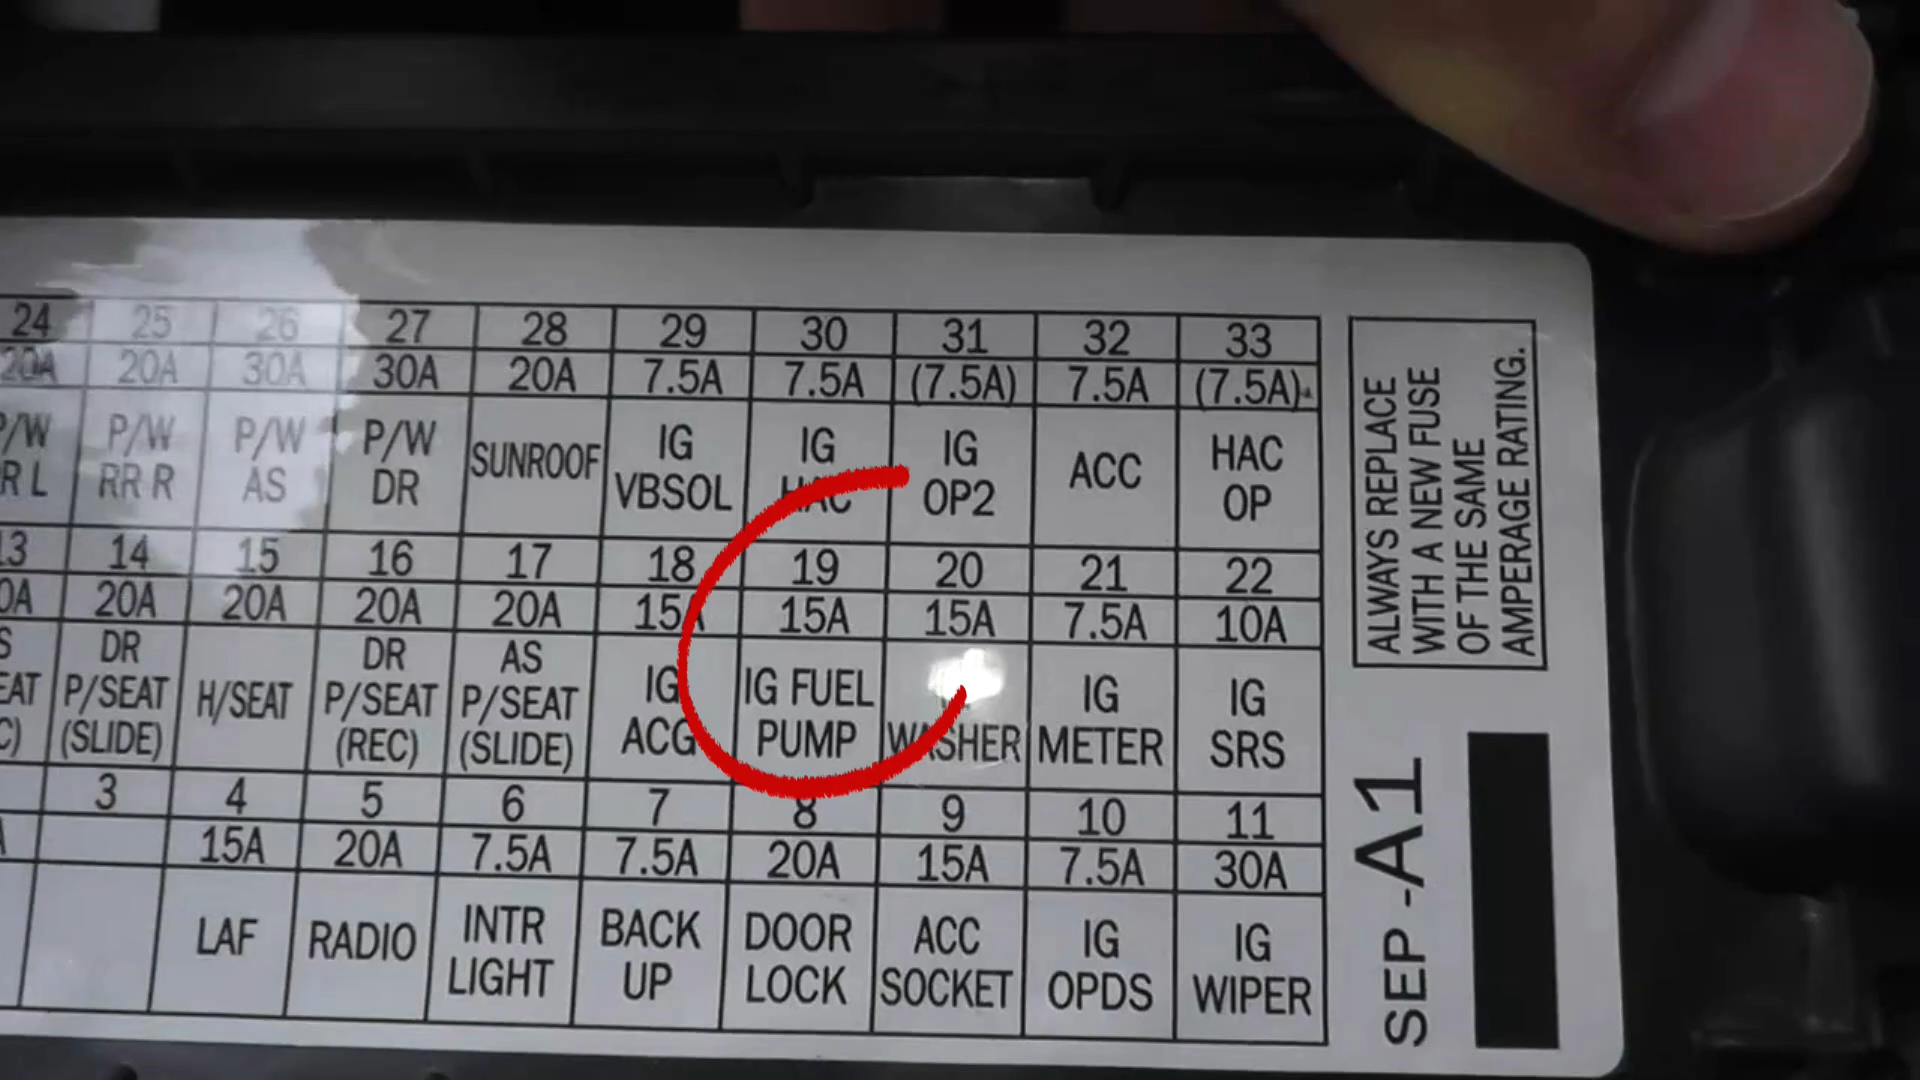 24 25 26 27 28 29 30 31 32 33
20A 20A 30A 30A 20A 7.5A 7.5A (7.5A) 7.5A (7.5A)
P/W P/W P/W IG IG IG HAC
RR R AS DR SUNROOF VBSOL HAC OP2 ACC OP
14 15 16 17 18 19 20 21 22
20A 20A 20A 20A 15A 15A 15A 7.5A 10A
DR DR AS
P/SEAT H/SEAT P/SEAT P/SEAT IG IG FUEL IG IG
(SLIDE) (REC) (SLIDE) ACG PUMP WASHER METER SRS
3 4 5 6 7 8 9 10 11
15A 20A 7.5A 7.5A 20A 15A 7.5A 30A
LAF RADIO INTR BACK DOOR ACC IG IG
LIGHT UP LOCK SOCKET OPDS WIPER
ALWAYS REPLACE
WITH A NEW FUSE
OF THE SAME
AMPERAGE RATING.
SEP-A1